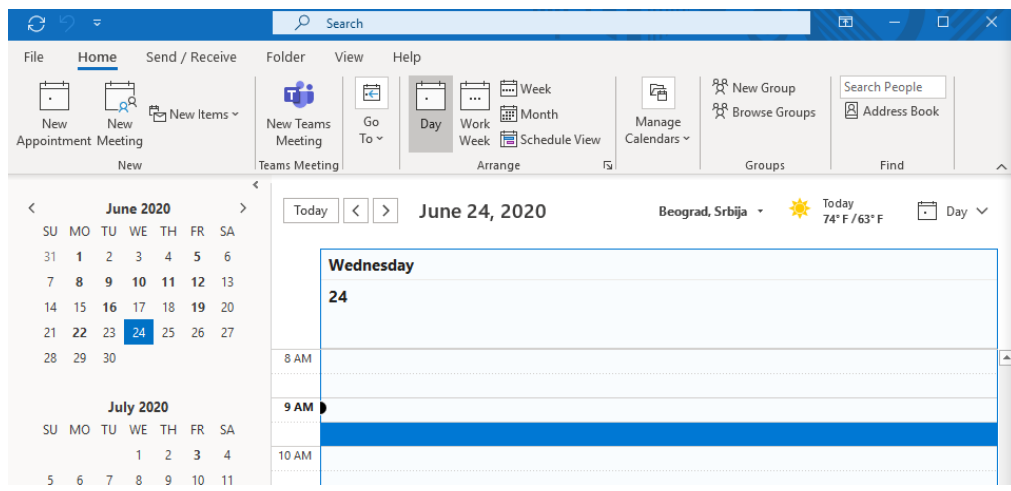 Search
File Home Send / Receive Folder View Help
New Appointment
New Meeting
New Items
New
New Teams Meeting
Teams Meeting
Go To
Day
Work Week
Week
Month
Schedule View
Arrange
Manage Calendars
New Group
Browse Groups
Groups
Search People
Address Book
Find
June 2020
SU MO TU WE TH FR SA
31 1 2 3 4 5 6
7 8 9 10 11 12 13
14 15 16 17 18 19 20
21 22 23 24 25 26 27
28 29 30
July 2020
SU MO TU WE TH FR SA
1 2 3 4
5 6 7 8 9 10 11
Today
June 24, 2020
Beograd, Srbija
Today
74° F / 63° F
Day
Wednesday
24
8 AM
9 AM
10 AM